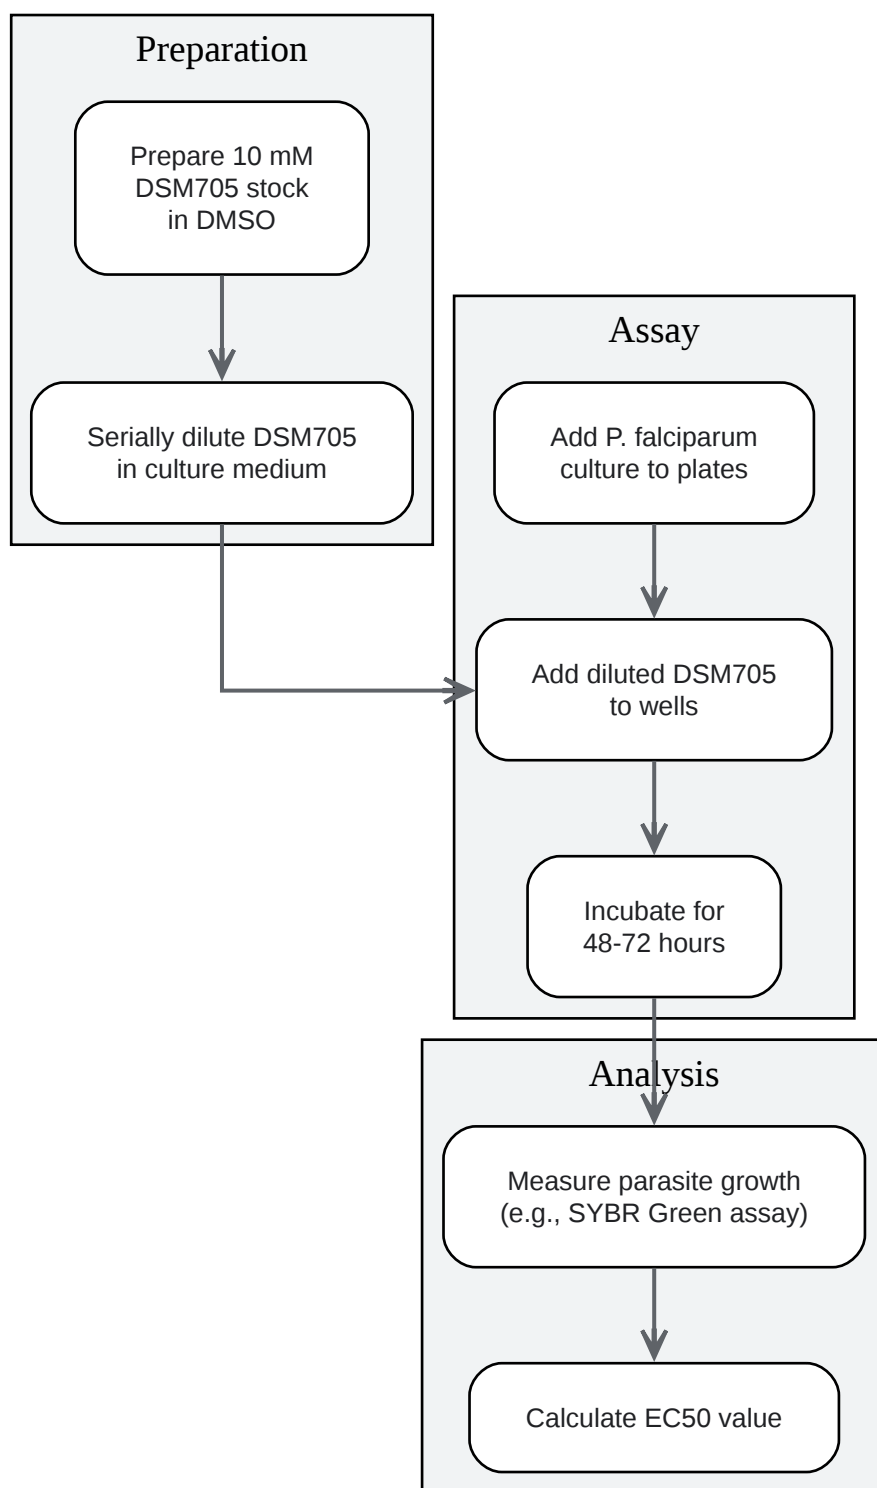 Preparation
Prepare 10 mM
DSM705 stock
in DMSO
Serially dilute DSM705
in culture medium
Assay
Add P. falciparum
culture to plates
Add diluted DSM705
to wells
Incubate for
48-72 hours
Analysis
Measure parasite growth
(e.g., SYBR Green assay)
Calculate EC50 value